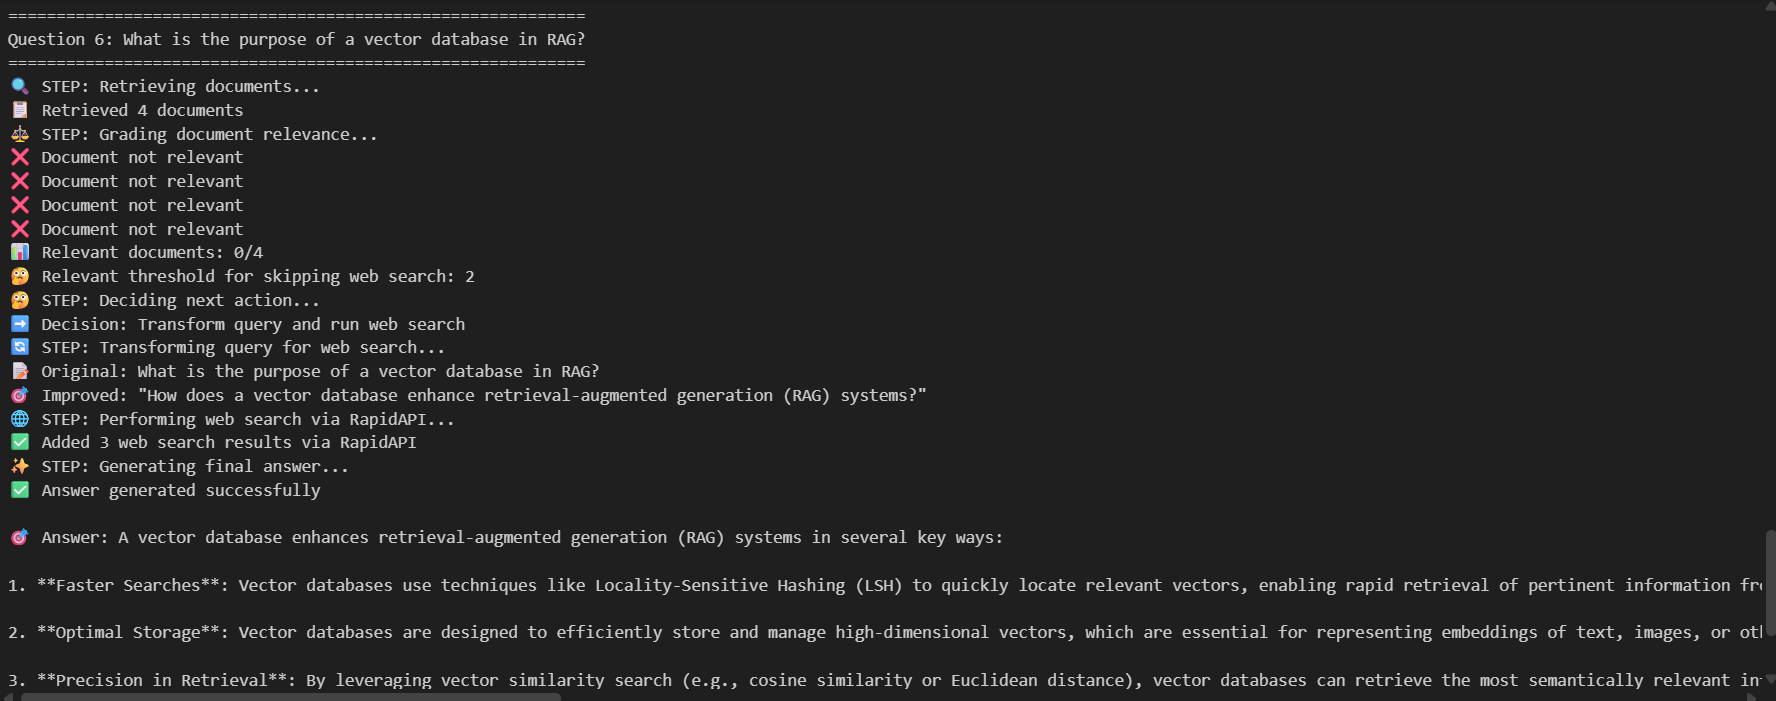 ============================================================
Question 6: What is the purpose of a vector database in RAG?
============================================================
🔍 STEP: Retrieving documents...
📋 Retrieved 4 documents
⚖️ STEP: Grading document relevance...
❌ Document not relevant
❌ Document not relevant
❌ Document not relevant
❌ Document not relevant
📊 Relevant documents: 0/4
🤔 Relevant threshold for skipping web search: 2
🤔 STEP: Deciding next action...
➡️ Decision: Transform query and run web search
🔄 STEP: Transforming query for web search...
📝 Original: What is the purpose of a vector database in RAG?
🎯 Improved: "How does a vector database enhance retrieval-augmented generation (RAG) systems?"
🌐 STEP: Performing web search via RapidAPI...
✅ Added 3 web search results via RapidAPI
✨ STEP: Generating final answer...
✅ Answer generated successfully
🎯 Answer: A vector database enhances retrieval-augmented generation (RAG) systems in several key ways:
1. **Faster Searches**: Vector databases use techniques like Locality-Sensitive Hashing (LSH) to quickly locate relevant vectors, enabling rapid retrieval of pertinent information
2. **Optimal Storage**: Vector databases are designed to efficiently store and manage high-dimensional vectors, which are essential for representing embeddings of text, images, or
3. **Precision in Retrieval**: By leveraging vector similarity search (e.g., cosine similarity or Euclidean distance), vector databases can retrieve the most semantically relevant